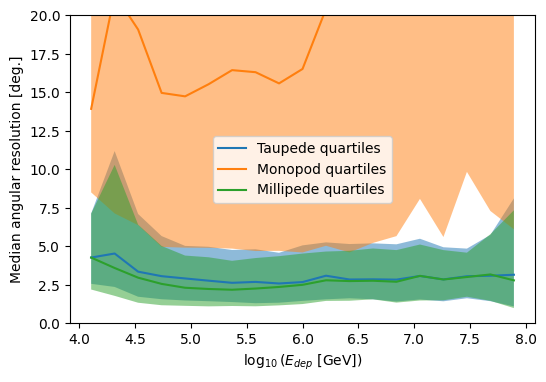 20.0
17.5
15.0
12.5
10.0
7.5
5.0
2.5
0.0
Median angular resolution [deg.]
Taupede quartiles
Monopod quartiles
Millipede quartiles
4.0 4.5 5.0 5.5 6.0 6.5 7.0 7.5 8.0
log₁₀(E_dep [GeV])